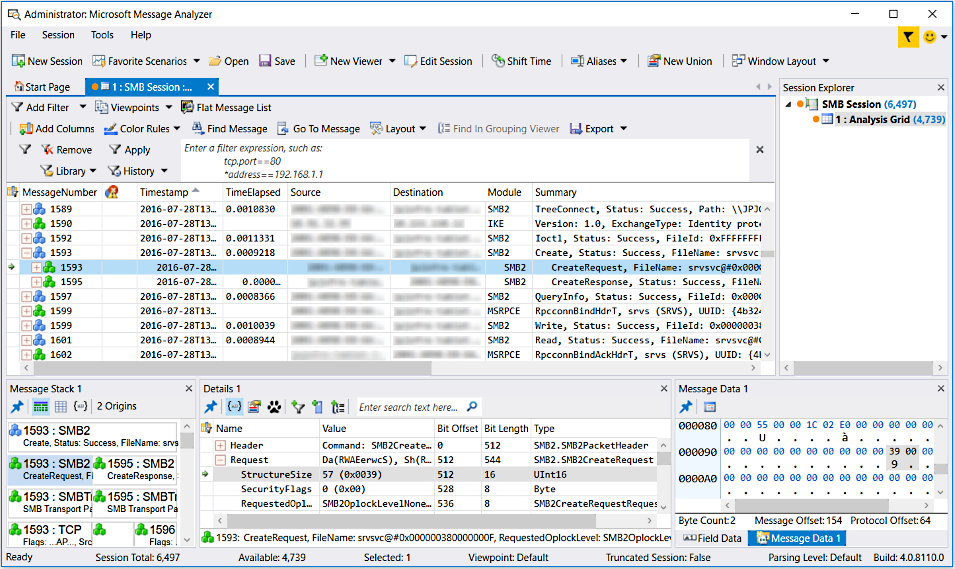 Administrator: Microsoft Message Analyzer
File Session Tools Help
New Session Favorite Scenarios Open Save New Viewer Edit Session Shift Time Aliases New Union Window Layout
Start Page 1 : SMB Session :...
Session Explorer
Add Filter Viewpoints Flat Message List
SMB Session (6,497)
1 : Analysis Grid (4,739)
Add Columns Color Rules Find Message Go To Message Layout Find In Grouping Viewer Export
Remove Apply
Library History
Enter a filter expression, such as:
tcp.port==80
*address==192.168.1.1
MessageNumber Timestamp TimeElapsed Source Destination Module Summary
1589 2016-07-28T13... 0.0010830 SMB2 TreeConnect, Status: Success, Path: \\JPJC
1590 2016-07-28T13... IKE Version: 1.0, ExchangeType: Identity prote
1592 2016-07-28T13... 0.0011331 SMB2 Ioctl, Status: Success, FileId: 0xFFFFFFFF
1593 2016-07-28T13... 0.0009218 SMB2 Create, Status: Success, FileName: srvsvc@
1593 2016-07-28... SMB2 CreateRequest, FileName: srvsvc@#0x0000
1595 2016-07-28... 0.0000... SMB2 CreateResponse, Status: Success, FileNam
1597 2016-07-28T13... 0.0008366 SMB2 QueryInfo, Status: Success, FileId: 0x0000
1599 2016-07-28T13... MSRPCE RpcconnBindHdrT, srvs (SRVS), UUID: {4b324
1599 2016-07-28T13... 0.0010039 SMB2 Write, Status: Success, FileId: 0x00000038
1601 2016-07-28T13... 0.0008944 SMB2 Read, Status: Success, FileName: srvsvc@#0
1602 2016-07-28T13... MSRPCE RpcconnBindAckHdrT, srvs (SRVS), UUID: {4b
Message Stack 1
2 Origins
1593 : SMB2
Create, Status: Success, FileName: srvs
1593 : SMB2 1595 : SMB2
CreateRequest, Fi CreateResponse,
1593 : SMBTi 1595 : SMBTi
SMB Transport Pa SMB Transport Pa
1593 : TCP 1596
Flags: ...AP..., Src Flags:
Details 1
Enter search text here...
Name Value Bit Offset Bit Length Type
Header Command: SMB2Create... 0 512 SMB2.SMB2PacketHeader
Request Da(RWAEerwcS), Sh(R... 512 544 SMB2.SMB2CreateRequest
StructureSize 57 (0x0039) 512 16 UInt16
SecurityFlags 0 (0x00) 528 8 Byte
RequestedOpl... SMB2OplockLevelNone... 536 8 SMB2CreateRequestReques
1593: CreateRequest, FileName: srvsvc@#0x000000380000000F, RequestedOplockLevel: SMB2OplockLev
Message Data 1
000080 00 00 55 00 00 1C 02 E0 00 00 00 00 00
. . U . . . . à . . . . .
000090 00 00 00 00 00 00 00 00 00 00 39 00 00
. . . . . . . . . . 9 . .
0000A0 00 00 00 00 00 00 00 00 00 00 00 00 00
. . . . . . . . . . . . .
Byte Count:2 Message Offset:154 Protocol Offset:64
Field Data Message Data 1
Ready Session Total: 6,497 Available: 4,739 Selected: 1 Viewpoint: Default Truncated Session: False Parsing Level: Default Build: 4.0.8110.0